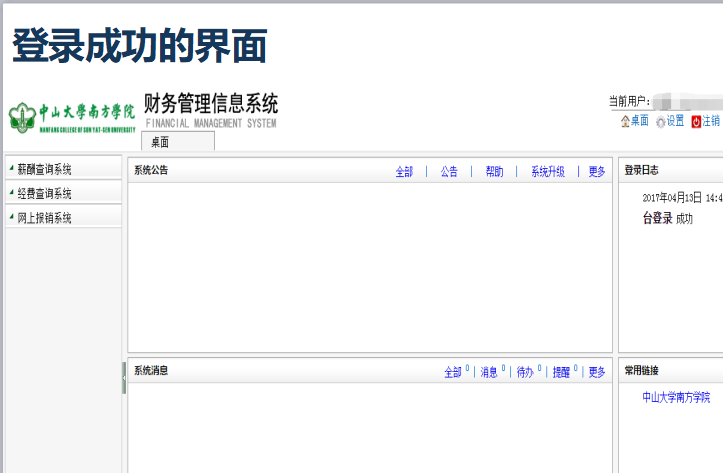 登录成功的界面
中山大学南方学院
NANFANG COLLEGE OF SUN YAT-SEN UNIVERSITY
财务管理信息系统
FINANCIAL MANAGEMENT SYSTEM
当前用户:
桌面 设置 注销
桌面
薪酬查询系统
经费查询系统
网上报销系统
系统公告 全部 | 公告 | 帮助 | 系统升级 | 更多
登录日志
2017年04月13日 14:4
台登录 成功
系统消息 全部 0 | 消息 0 | 待办 0 | 提醒 0 | 更多
常用链接
中山大学南方学院